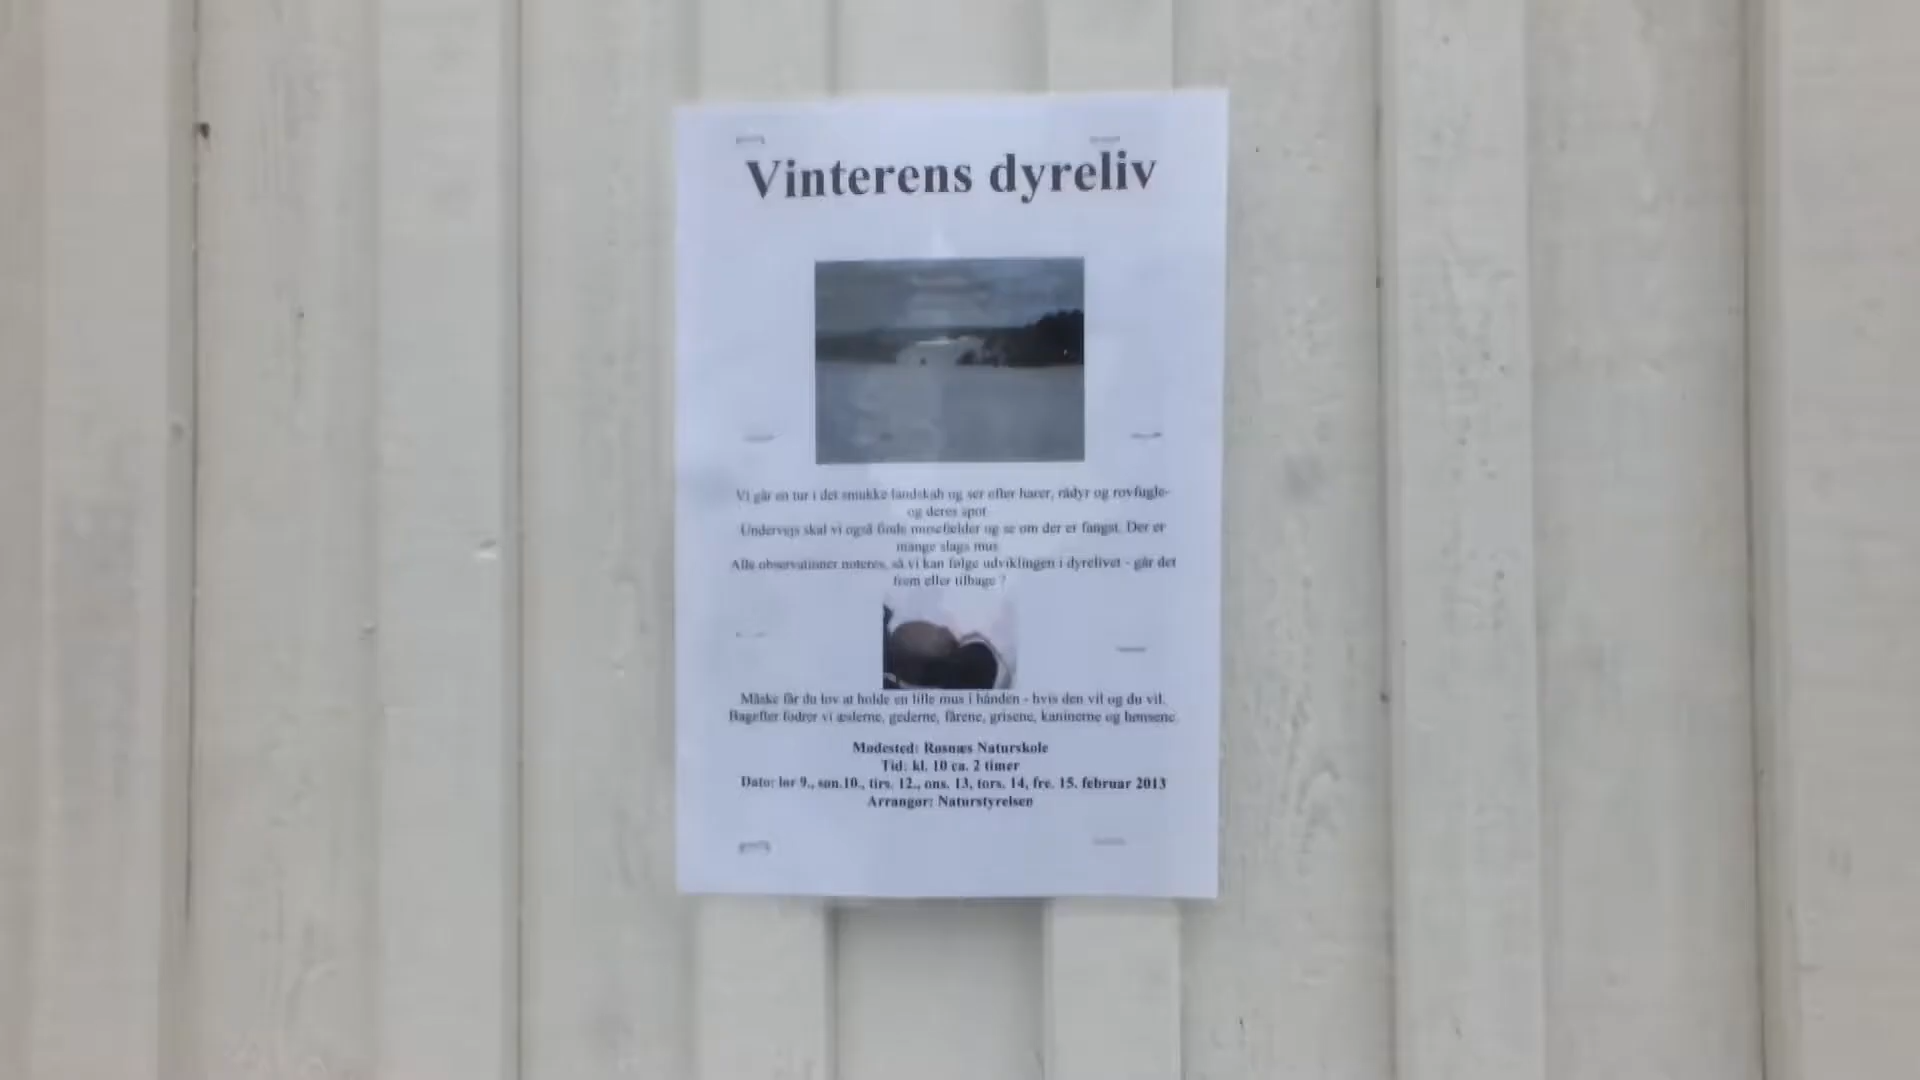 Vinterens dyreliv
Vi går en tur i det smukke landskab og ser efter harer, rådyr og rovfugle-
og deres spor.
Undervejs skal vi også finde musefælder og se om der er fangst. Der er
mange slags mus.
Alle observationer noteres, så vi kan følge udviklingen i dyrelivet - går det
frem eller tilbage ?
Måske får du lov at holde en lille mus i hånden - hvis den vil og du vil.
Bagefter fodrer vi æslerne, gederne, fårene, grisene, kaninerne og hønsene.
Mødested: Røsnæs Naturskole
Tid: kl. 10 ca. 2 timer
Dato: lør 9., søn.10., tirs. 12., ons. 13, tors. 14, fre. 15. februar 2013
Arrangør: Naturstyrelsen